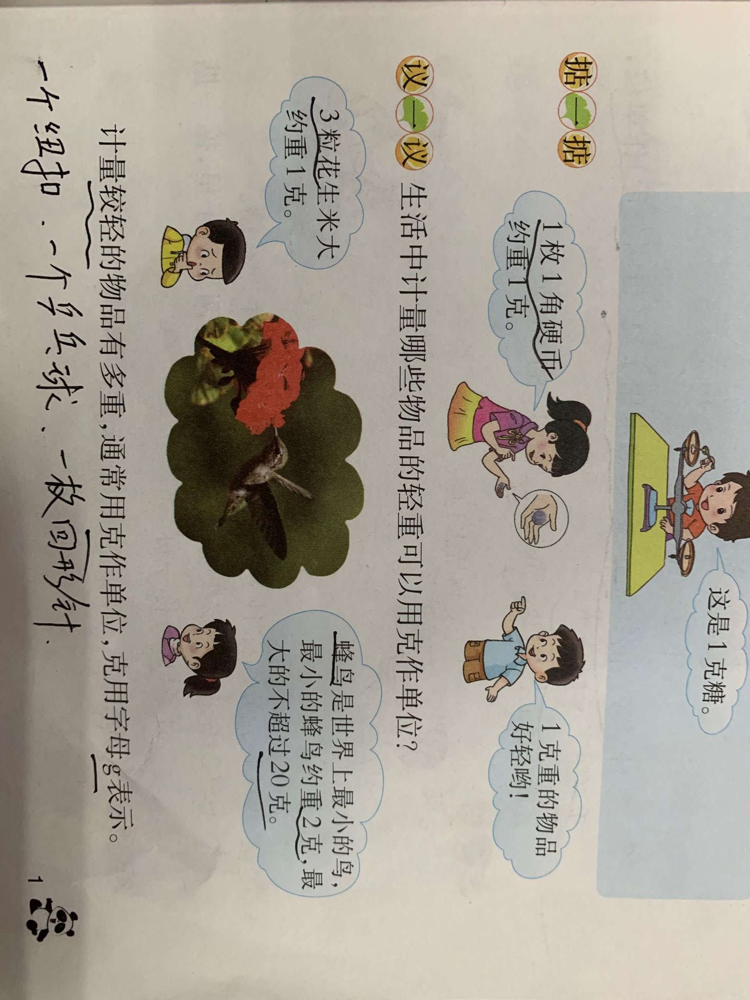 这是1克糖。
掂一掂
1枚1角硬币
约重1克。
1克重的物品
好轻哟!
议一议
生活中计量哪些物品的轻重可以用克作单位?
3粒花生米大
约重1克。
蜂鸟是世界上最小的鸟,
最小的蜂鸟约重2克,最
大的不超过20克。
计量较轻的物品有多重,通常用克作单位,克用字母g表示。
一个纽扣、一个乒乓球、一枚回形针.
1